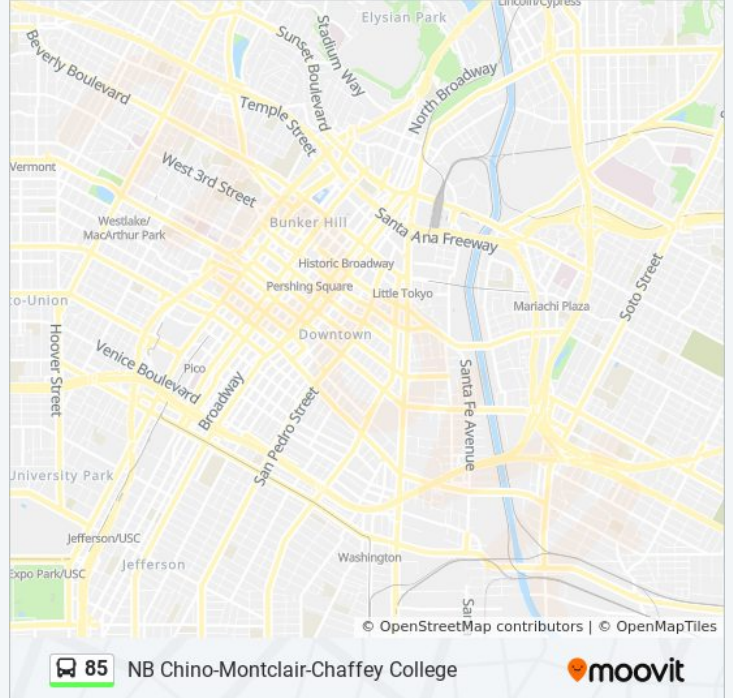 Lincoln/Cypress
Elysian Park
Stadium Way
Sunset Boulevard
Beverly Boulevard
North Broadway
Temple Street
Vermont
West 3rd Street
Westlake/
MacArthur Park
Bunker Hill
Santa Ana Freeway
Historic Broadway
Pershing Square
Little Tokyo
Mariachi Plaza
Soto Street
co-Union
Downtown
Hoover Street
Venice Boulevard
Pico
Broadway
San Pedro Street
Santa Fe Avenue
University Park
Jefferson/USC
Jefferson
Washington
Expo Park/USC
San
© OpenStreetMap contributors | © OpenMapTiles
85 NB Chino-Montclair-Chaffey College
moovit